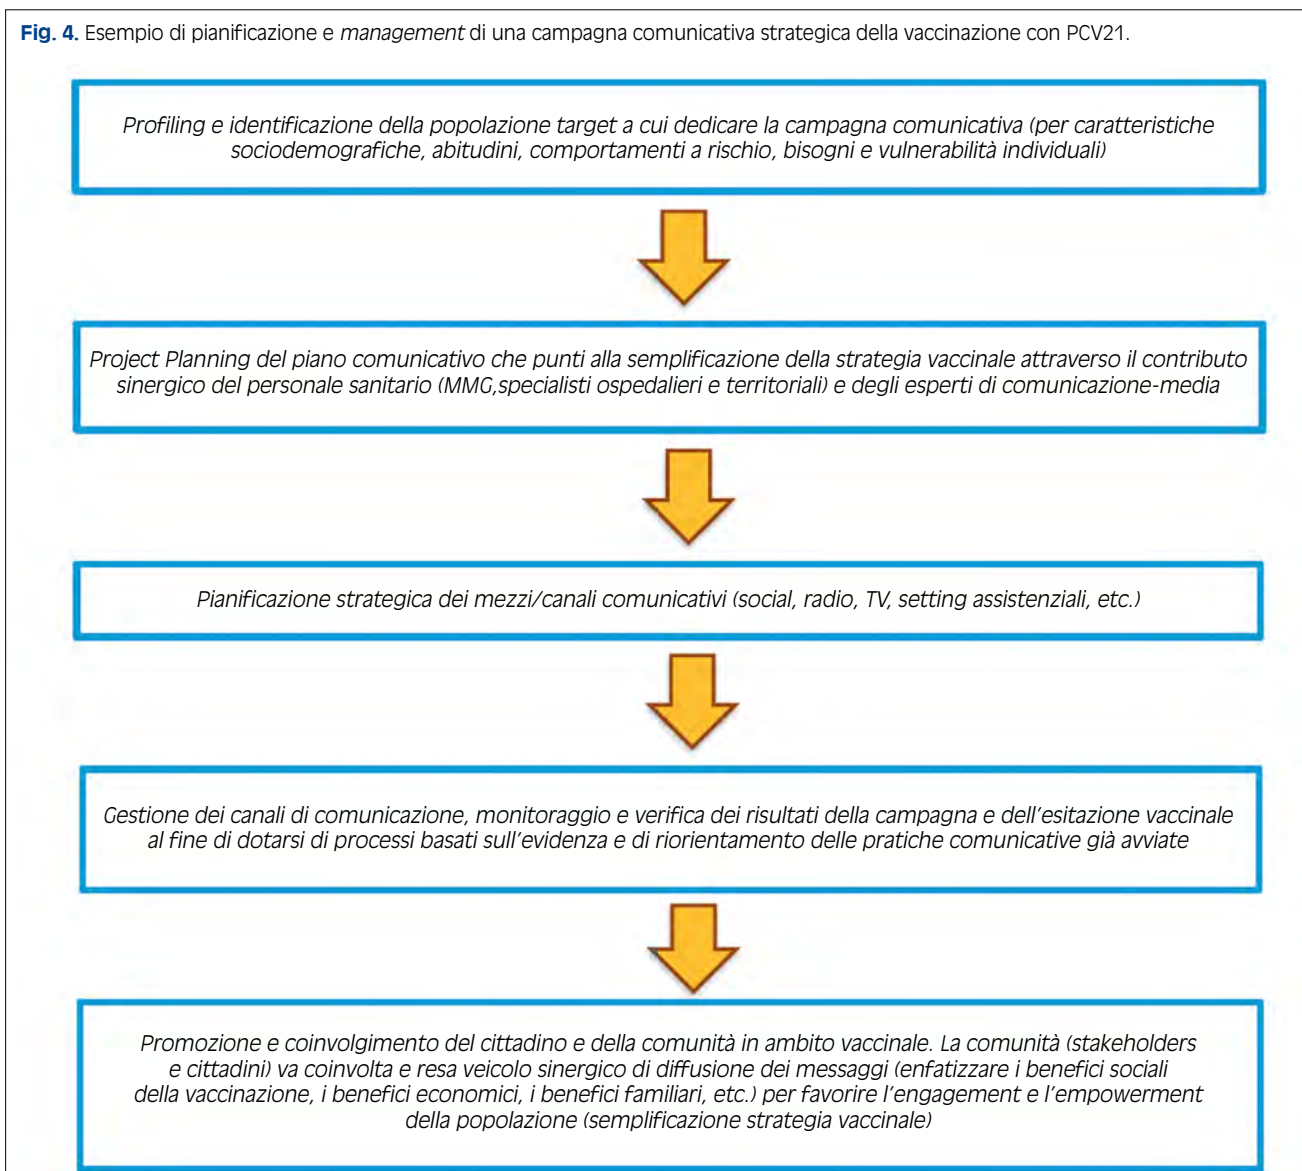 Fig. 4. Esempio di pianificazione e management di una campagna comunicativa strategica della vaccinazione con PCV21.
Profiling e identificazione della popolazione target a cui dedicare la campagna comunicativa (per caratteristiche
sociodemografiche, abitudini, comportamenti a rischio, bisogni e vulnerabilità individuali)
Project Planning del piano comunicativo che punti alla semplificazione della strategia vaccinale attraverso il contributo
sinergico del personale sanitario (MMG,specialisti ospedalieri e territoriali) e degli esperti di comunicazione-media
Pianificazione strategica dei mezzi/canali comunicativi (social, radio, TV, setting assistenziali, etc.)
Gestione dei canali di comunicazione, monitoraggio e verifica dei risultati della campagna e dell'esitazione vaccinale
al fine di dotarsi di processi basati sull'evidenza e di riorientamento delle pratiche comunicative già avviate
Promozione e coinvolgimento del cittadino e della comunità in ambito vaccinale. La comunità (stakeholders
e cittadini) va coinvolta e resa veicolo sinergico di diffusione dei messaggi (enfatizzare i benefici sociali
della vaccinazione, i benefici economici, i benefici familiari, etc.) per favorire l'engagement e l'empowerment
della popolazione (semplificazione strategia vaccinale)